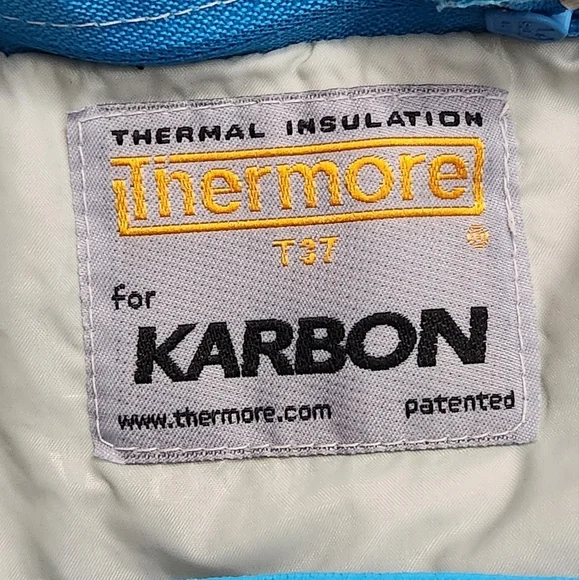 THERMAL INSULATION
Thermore
T37
for
KARBON
www.thermore.com patented